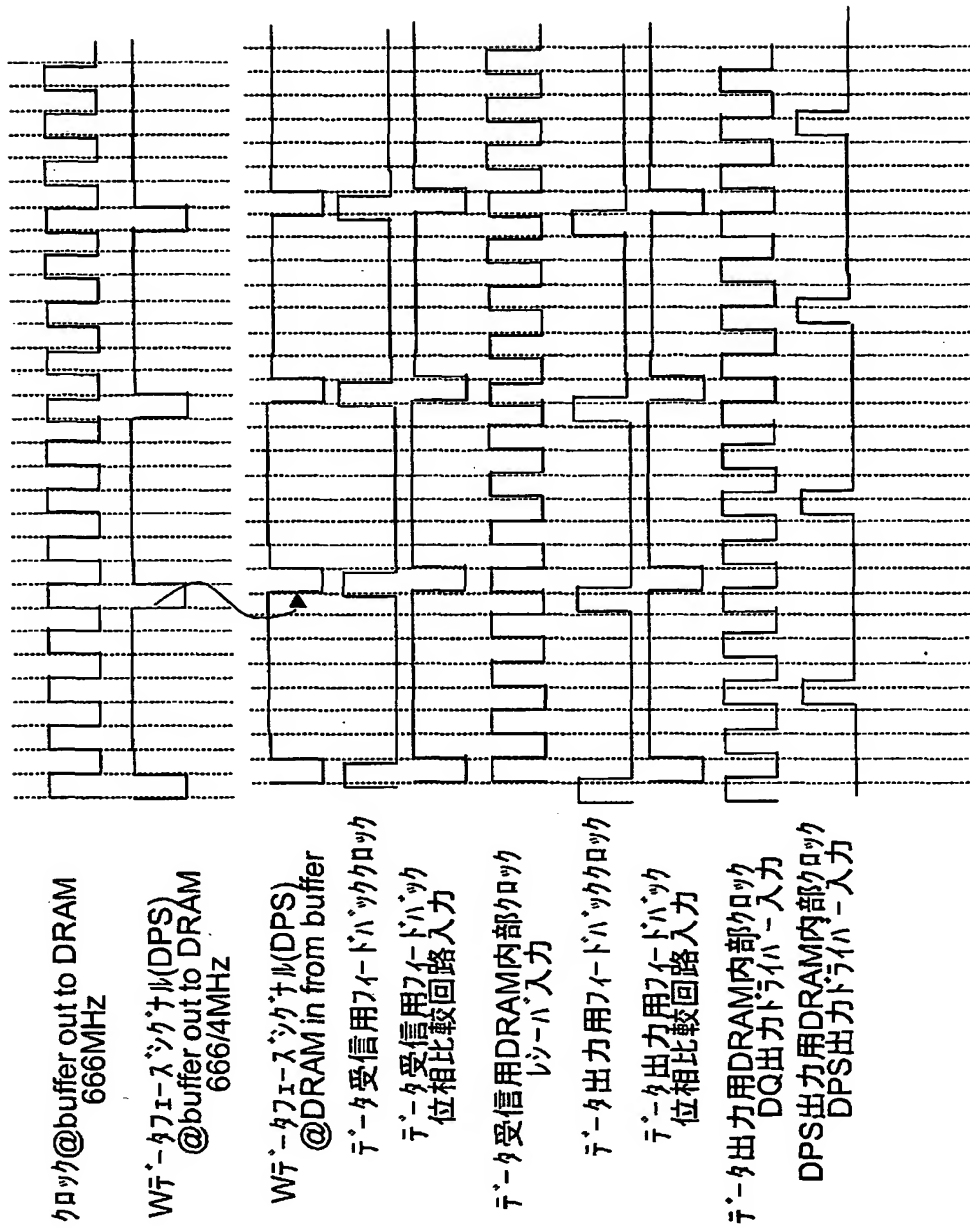 クロック@buffer out to DRAM
666MHz
Wデータフェーズシグナル(DPS)
@buffer out to DRAM
666/4MHz
Wデータフェーズシグナル(DPS)
@DRAM in from buffer
データ受信用フィードバッククロック
データ受信用フィードバック
位相比較回路入力
データ受信用DRAM内部クロック
レシーバ入力
データ出力用フィードバッククロック
データ出力用フィードバック
位相比較回路入力
データ出力用DRAM内部クロック
DQ出力ドライバー入力
DPS出力用DRAM内部クロック
DPS出力ドライバー入力